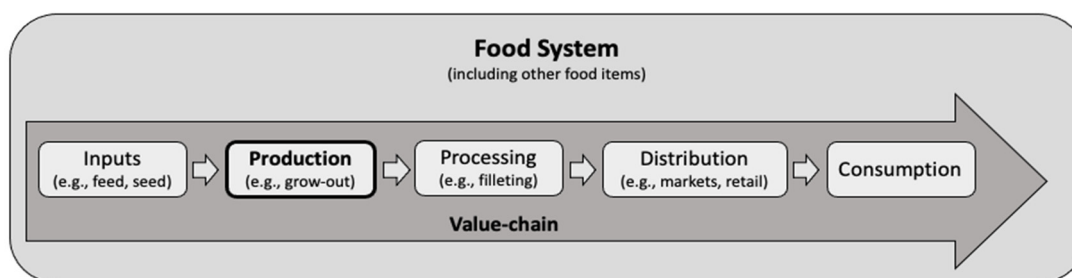 Food System
(including other food items)
Inputs
(e.g., feed, seed)
Production
(e.g., grow-out)
Processing
(e.g., filleting)
Distribution
(e.g., markets, retail)
Consumption
Value-chain